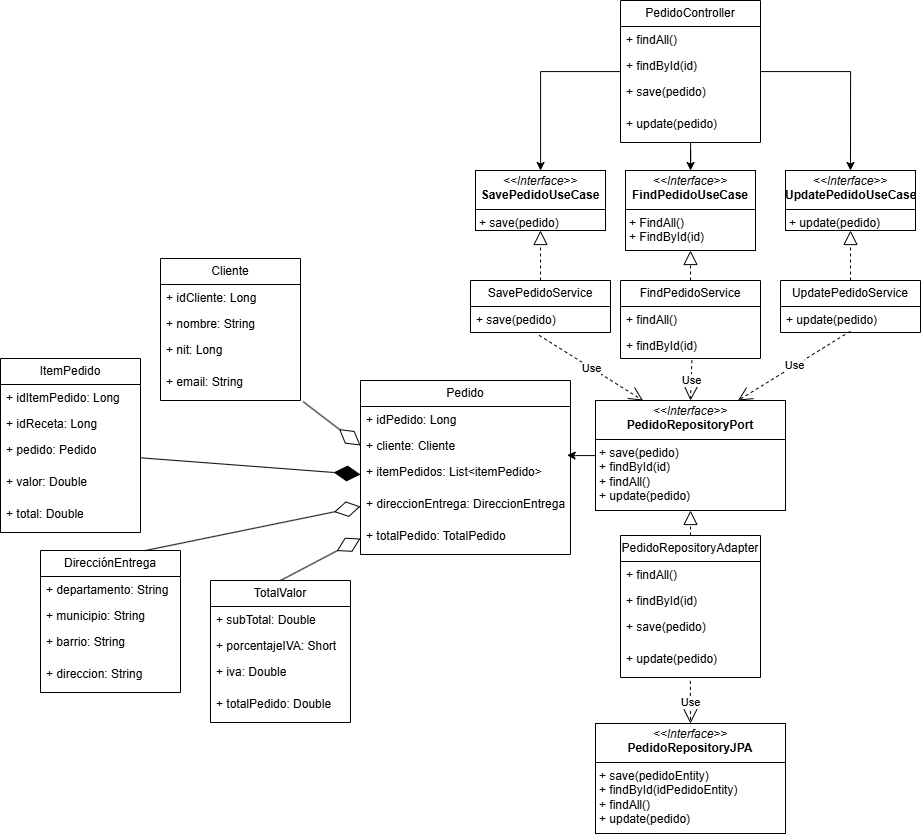 PedidoController
+ findAll()
+ findById(id)
+ save(pedido)
+ update(pedido)
<<Interface>>
SavePedidoUseCase
+ save(pedido)
<<Interface>>
FindPedidoUseCase
+ FindAll()
+ FindById(id)
<<Interface>>
UpdatePedidoUseCase
+ update(pedido)
SavePedidoService
+ save(pedido)
FindPedidoService
+ findAll()
+ findById(id)
UpdatePedidoService
+ update(pedido)
Use
Use
Use
Cliente
+ idCliente: Long
+ nombre: String
+ nit: Long
+ email: String
ItemPedido
+ idItemPedido: Long
+ idReceta: Long
+ pedido: Pedido
+ valor: Double
+ total: Double
Pedido
+ idPedido: Long
+ cliente: Cliente
+ itemPedidos: List<itemPedido>
+ direccionEntrega: DireccionEntrega
+ totalPedido: TotalPedido
<<Interface>>
PedidoRepositoryPort
+ save(pedido)
+ findById(id)
+ findAll()
+ update(pedido)
DirecciónEntrega
+ departamento: String
+ municipio: String
+ barrio: String
+ direccion: String
TotalValor
+ subTotal: Double
+ porcentajeIVA: Short
+ iva: Double
+ totalPedido: Double
PedidoRepositoryAdapter
+ findAll()
+ findById(id)
+ save(pedido)
+ update(pedido)
Use
<<Interface>>
PedidoRepositoryJPA
+ save(pedidoEntity)
+ findById(idPedidoEntity)
+ findAll()
+ update(pedido)